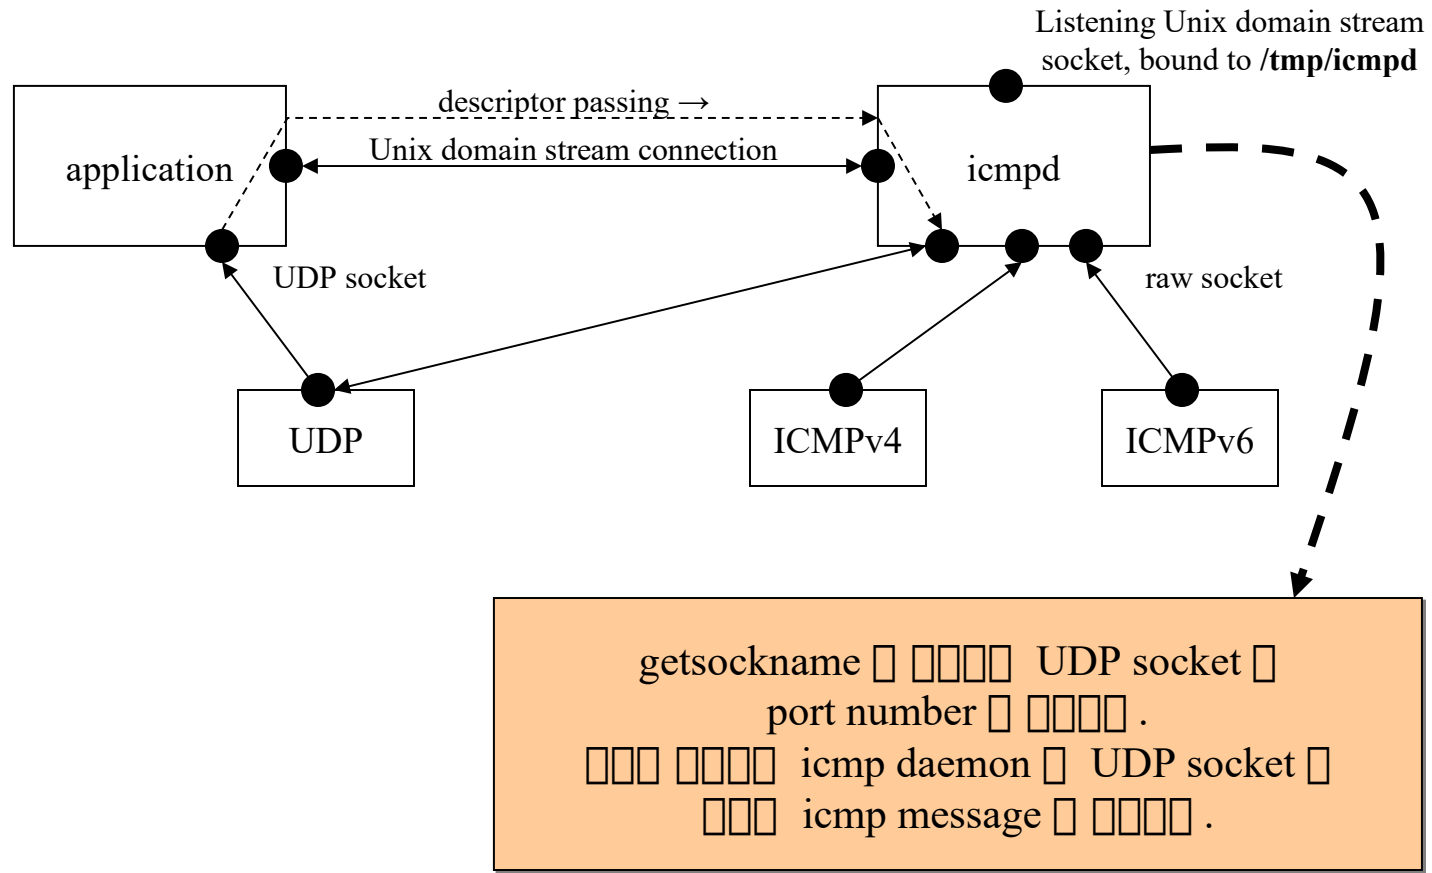 Listening Unix domain stream
socket, bound to /tmp/icmpd
descriptor passing →
Unix domain stream connection
application
icmpd
UDP socket
raw socket
UDP
ICMPv4
ICMPv6
getsockname UDP socket
port number .
icmp daemon UDP socket
icmp message .